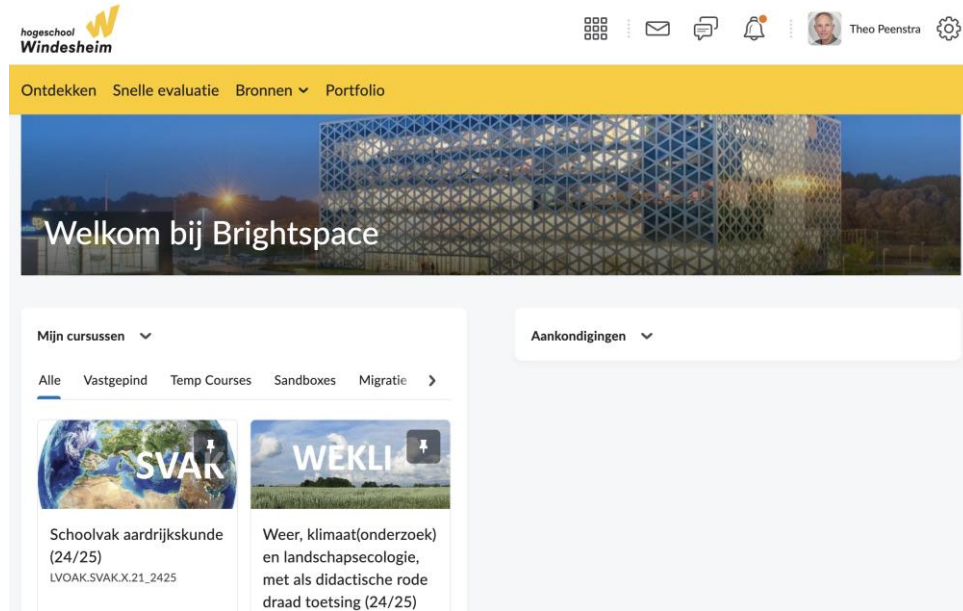 hogeschool
Windesheim
Theo Peenstra
Ontdekken Snelle evaluatie Bronnen Portfolio
Welkom bij Brightspace
Mijn cursussen
Alle Vastgepind Temp Courses Sandboxes Migratie
SVAK
Schoolvak aardrijkskunde
(24/25)
LVOAK.SVAK.X.21_2425
WEKLI
Weer, klimaat(onderzoek)
en landschapsecologie,
met als didactische rode
draad toetsing (24/25)
Aankondigingen